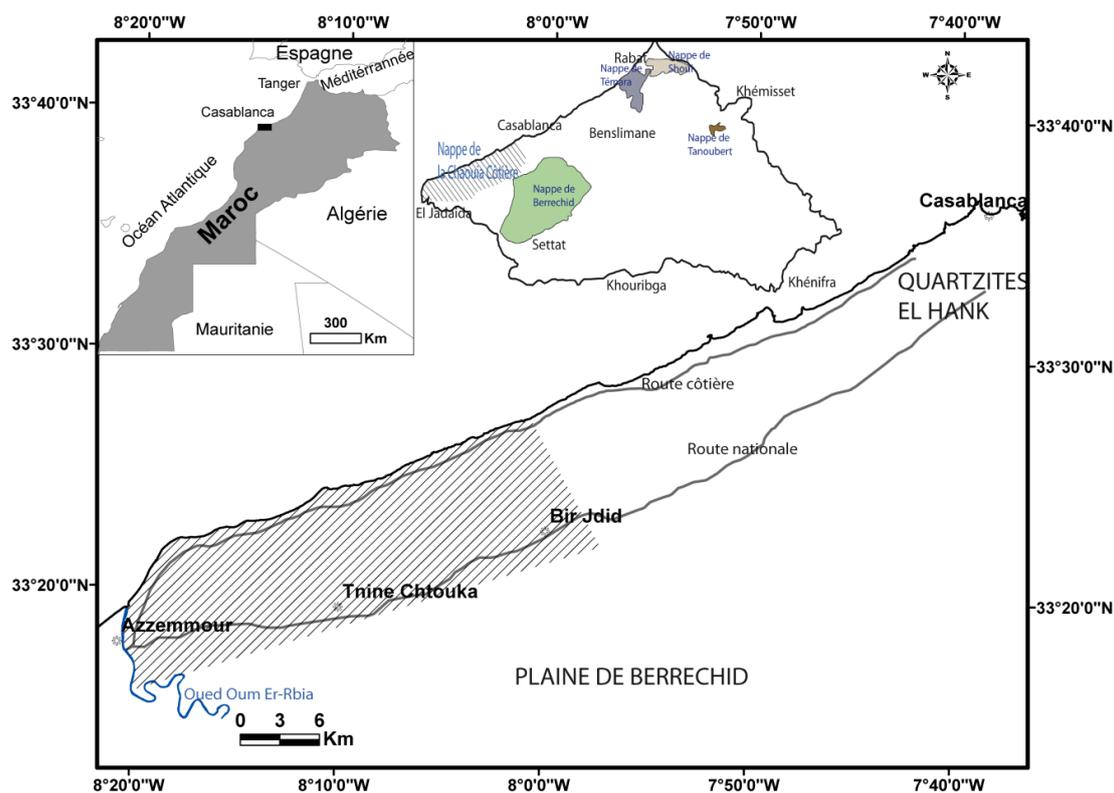 8°20'0"W
8°10'0"W
8°00'0"W
7°50'0"W
7°40'0"W
Espagne
Tanger
Méditérrannée
Casablanca
Océan Atlantique
Maroc
Algérie
Mauritanie
300
Km
Rabat
Nappe de
Shoul
Nappe de
Témara
Khémisset
Casablanca
Benslimane
Nappe de
Tanoubert
Nappe de
la Chaouia Côtière
Nappe de
Berrechid
El Jadaida
Settat
Khouribga
Khénifra
N
W
E
S
33°40'0"N
33°40'0"N
Casablanca
QUARTZITES
EL HANK
33°30'0"N
33°30'0"N
Route côtière
Route nationale
Bir Jdid
33°20'0"N
33°20'0"N
Tnine Chtouka
Azzemmour
PLAINE DE BERRECHID
Oued Oum Er-Rbia
0 3 6
Km
8°20'0"W
8°10'0"W
8°00'0"W
7°50'0"W
7°40'0"W